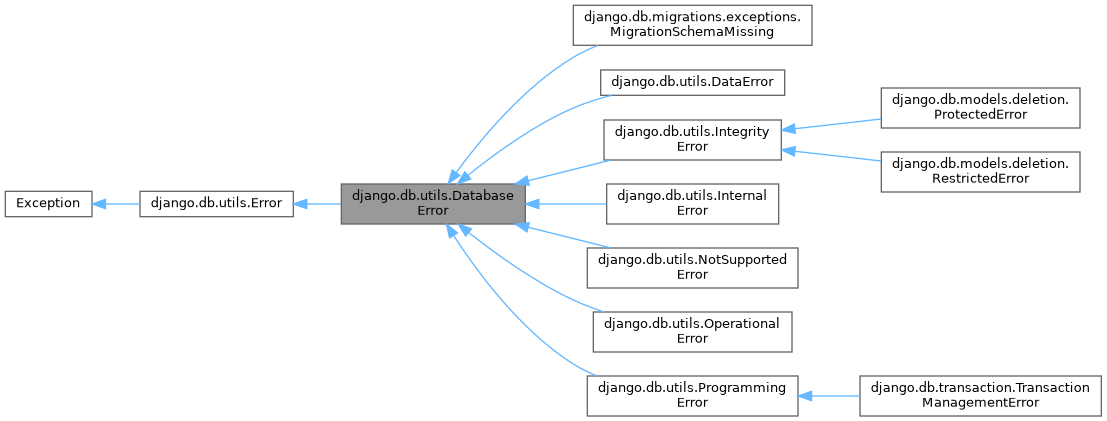 django.db.migrations.exceptions.
MigrationSchemaMissing
django.db.utils.DataError
django.db.utils.Integrity
Error
django.db.models.deletion.
ProtectedError
django.db.models.deletion.
RestrictedError
Exception
django.db.utils.Error
django.db.utils.Database
Error
django.db.utils.Internal
Error
django.db.utils.NotSupported
Error
django.db.utils.Operational
Error
django.db.utils.Programming
Error
django.db.transaction.Transaction
ManagementError